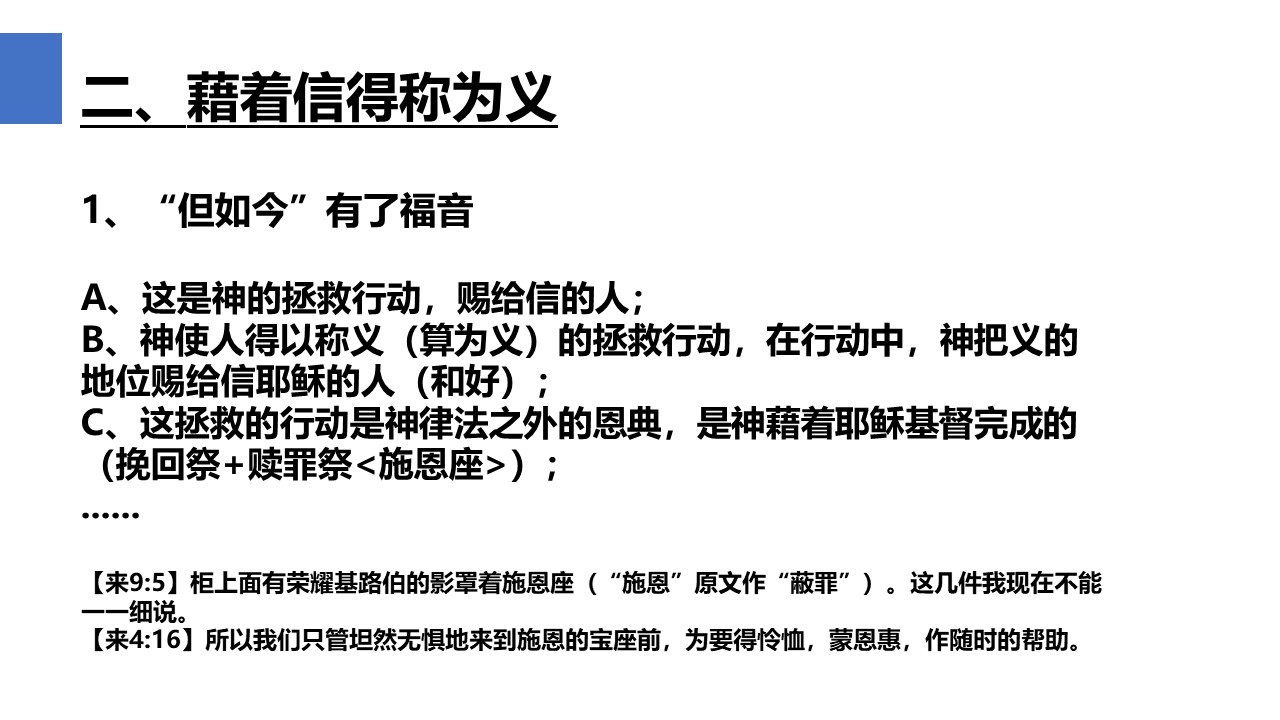 二、藉着信得称为义
1、“但如今”有了福音
A、这是神的拯救行动，赐给信的人；
B、神使人得以称义（算为义）的拯救行动，在行动中，神把义的
地位赐给信耶稣的人（和好）；
C、这拯救的行动是神律法之外的恩典，是神藉着耶稣基督完成的
（挽回祭+赎罪祭<施恩座>）；
……
【来9:5】柜上面有荣耀基路伯的影罩着施恩座（“施恩”原文作“蔽罪”）。这几件我现在不能
一一细说。
【来4:16】所以我们只管坦然无惧地来到施恩的宝座前，为要得怜恤，蒙恩惠，作随时的帮助。